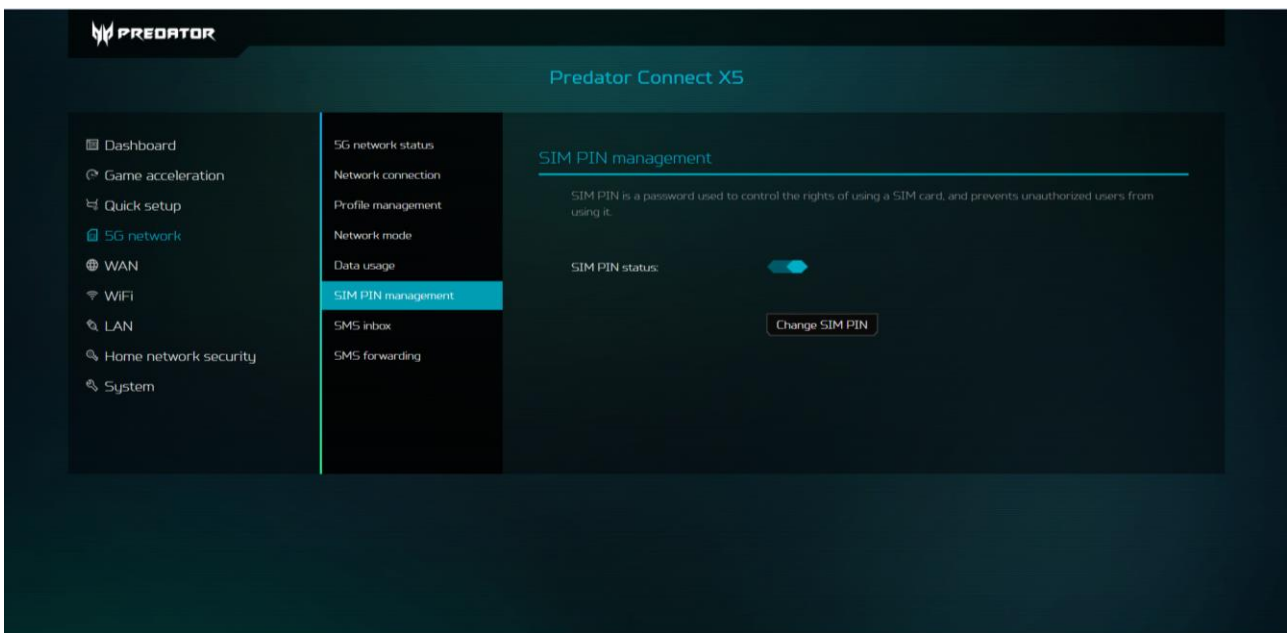 PREDATOR
Predator Connect X5
Dashboard
Game acceleration
Quick setup
5G network
WAN
WiFi
LAN
Home network security
System
5G network status
Network connection
Profile management
Network mode
Data usage
SIM PIN management
SMS inbox
SMS forwarding
SIM PIN management
SIM PIN is a password used to control the rights of using a SIM card, and prevents unauthorized users from
using it.
SIM PIN status:
Change SIM PIN